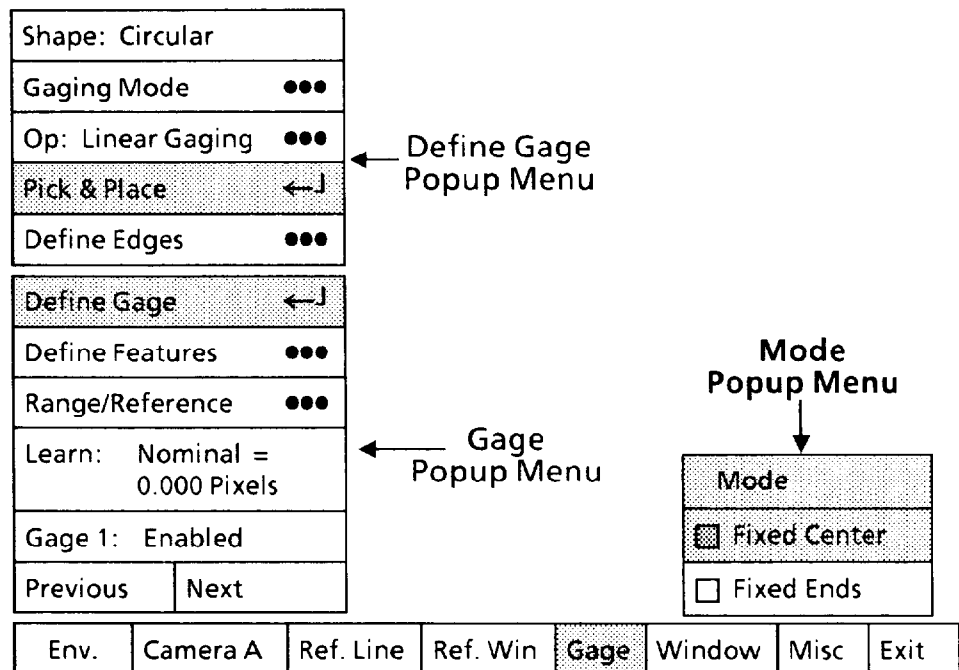 Shape: Circular
Gaging Mode
Op: Linear Gaging
Pick & Place
Define Edges
Define Gage
Popup Menu
Define Gage
Define Features
Range/Reference
Learn: Nominal =
0.000 Pixels
Gage 1: Enabled
Previous Next
Gage
Popup Menu
Mode
Popup Menu
Mode
Fixed Center
Fixed Ends
Env. Camera A Ref. Line Ref. Win Gage Window Misc Exit